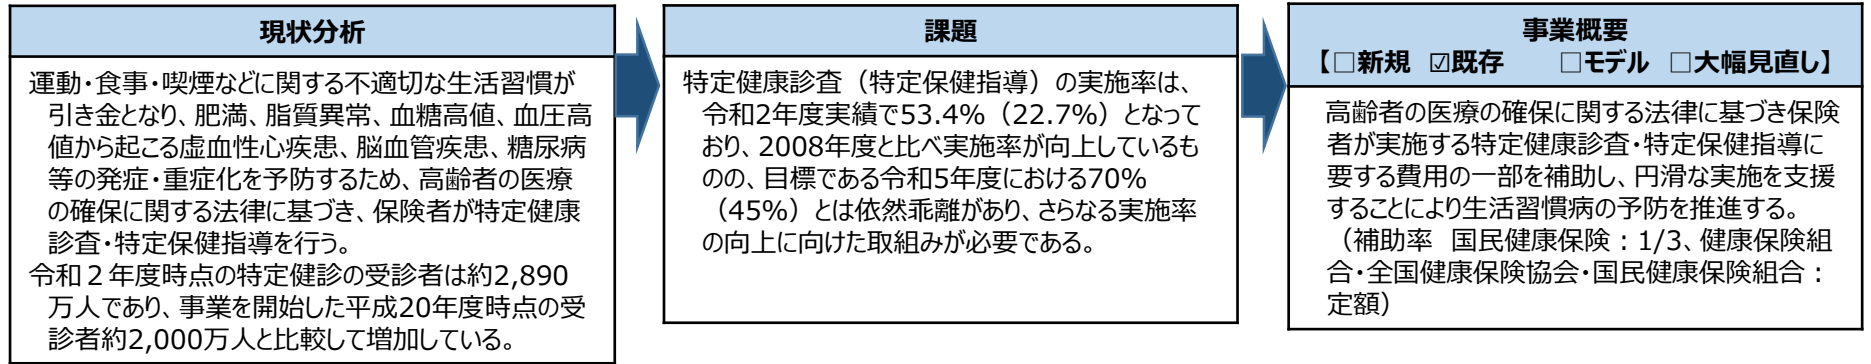 現状分析
運動・食事・喫煙などに関する不適切な生活習慣が
引き金となり、肥満、脂質異常、血糖高値、血圧高
値から起こる虚血性心疾患、脳血管疾患、糖尿病
等の発症・重症化を予防するため、高齢者の医療
の確保に関する法律に基づき、保険者が特定健康
診査・特定保健指導を行う。
令和２年度時点の特定健診の受診者は約2,890
万人であり、事業を開始した平成20年度時点の受
診者約2,000万人と比較して増加している。
課題
特定健康診査（特定保健指導）の実施率は、
令和2年度実績で53.4%（22.7%）となって
おり、2008年度と比べ実施率が向上しているも
のの、目標である令和5年度における70%
（45%）とは依然乖離があり、さらなる実施率
の向上に向けた取組みが必要である。
事業概要
【□新規 ☑既存 □モデル □大幅見直し】
高齢者の医療の確保に関する法律に基づき保険
者が実施する特定健康診査・特定保健指導に
要する費用の一部を補助し、円滑な実施を支援
することにより生活習慣病の予防を推進する。
（補助率 国民健康保険：1/3、健康保険組
合・全国健康保険協会・国民健康保険組合：
定額）